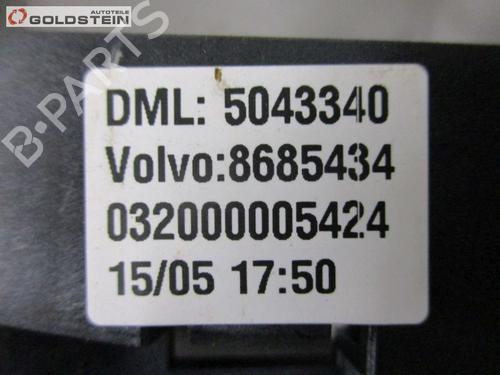 AUTOTEILE
GOLDSTEIN
B-PARTS
DML: 5043340
Volvo:8685434
032000005424
15/05 17:50